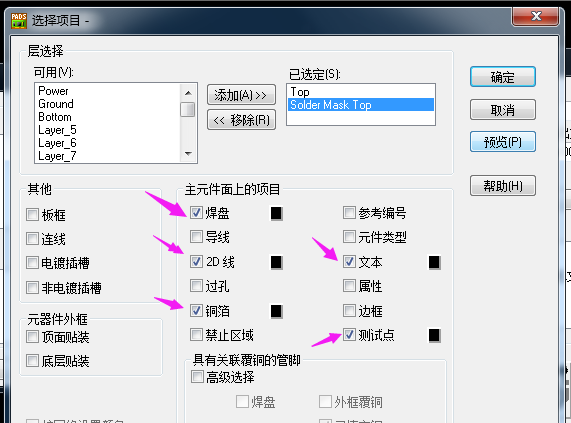 PADS 选择项目 -
层选择
可用(V):
Power
Ground
Bottom
Layer_5
Layer_6
Layer_7
添加(A) >>
<< 移除(R)
已选定(S):
Top
Solder Mask Top
确定
取消
预览(P)
帮助(H)
其他
板框
连线
电镀插槽
非电镀插槽
元器件外框
顶面贴装
底层贴装
主元件面上的项目
焊盘
导线
2D 线
过孔
铜箔
禁止区域
参考编号
元件类型
文本
属性
边框
测试点
具有关联覆铜的管脚
高级选择
焊盘
外框覆铜